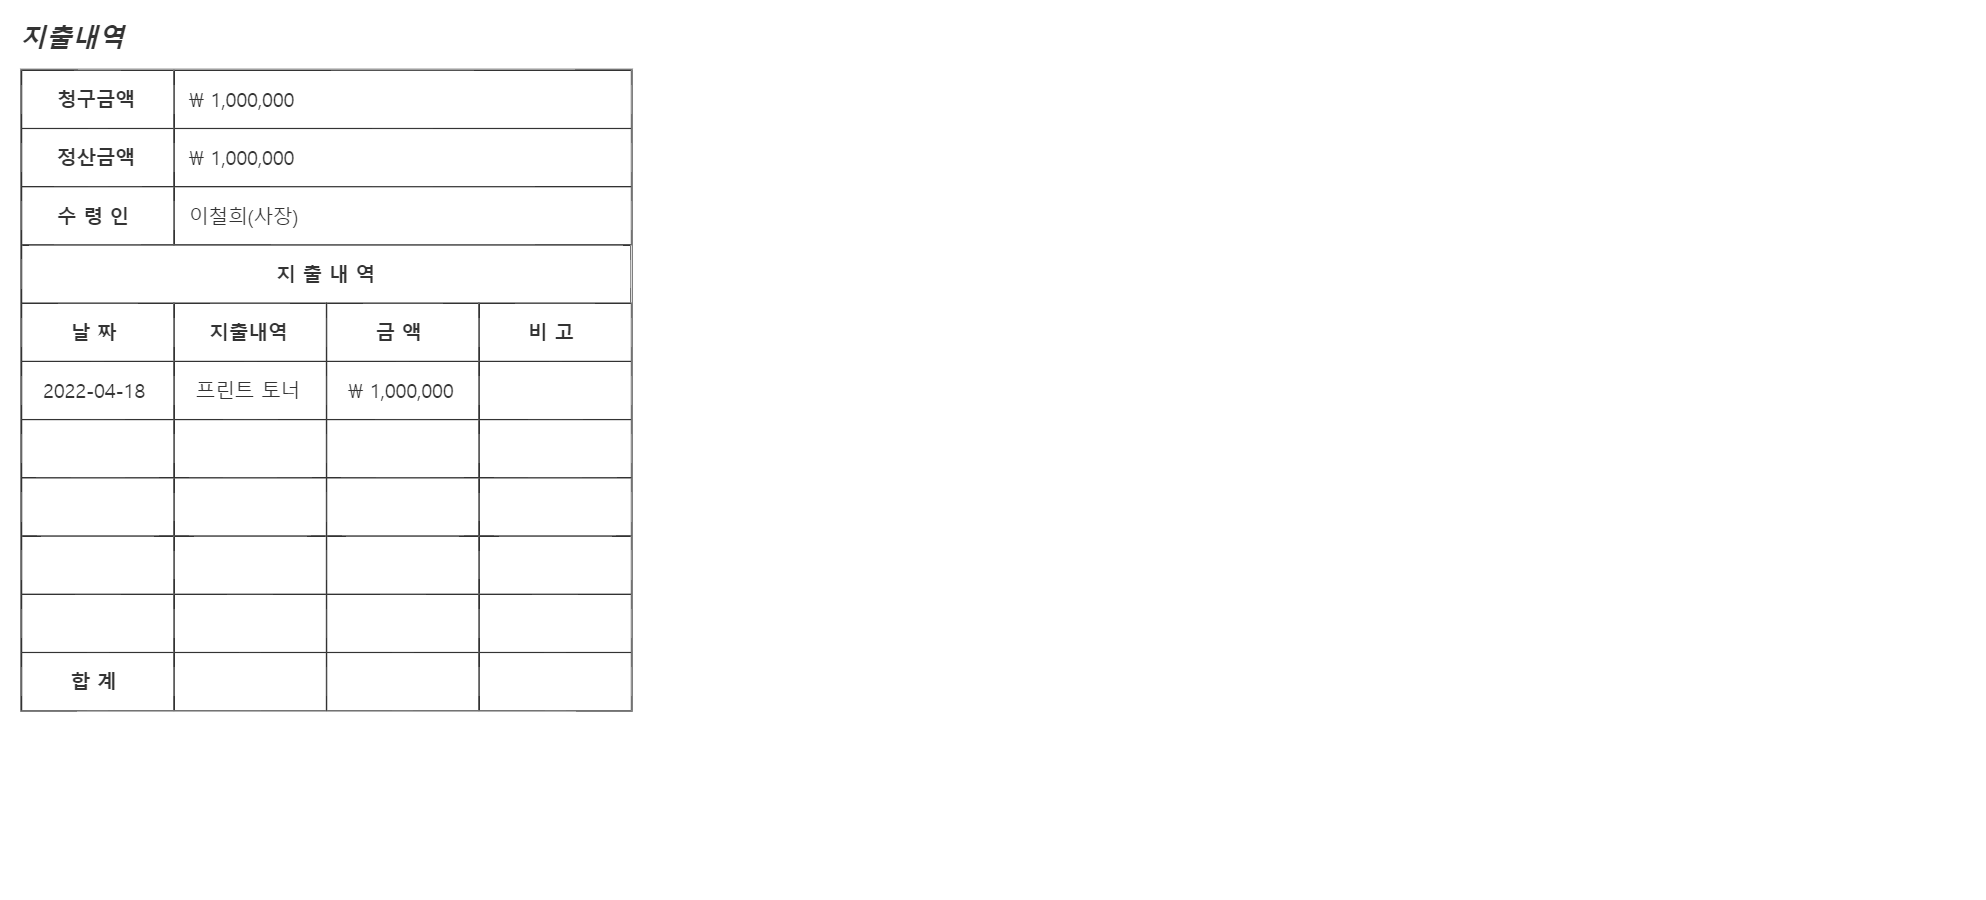 지출내역
청구금액 ₩ 1,000,000
정산금액 ₩ 1,000,000
수 령 인 이철희(사장)
지 출 내 역
날 짜 지출내역 금 액 비 고
2022-04-18 프린트 토너 ₩ 1,000,000
합 계